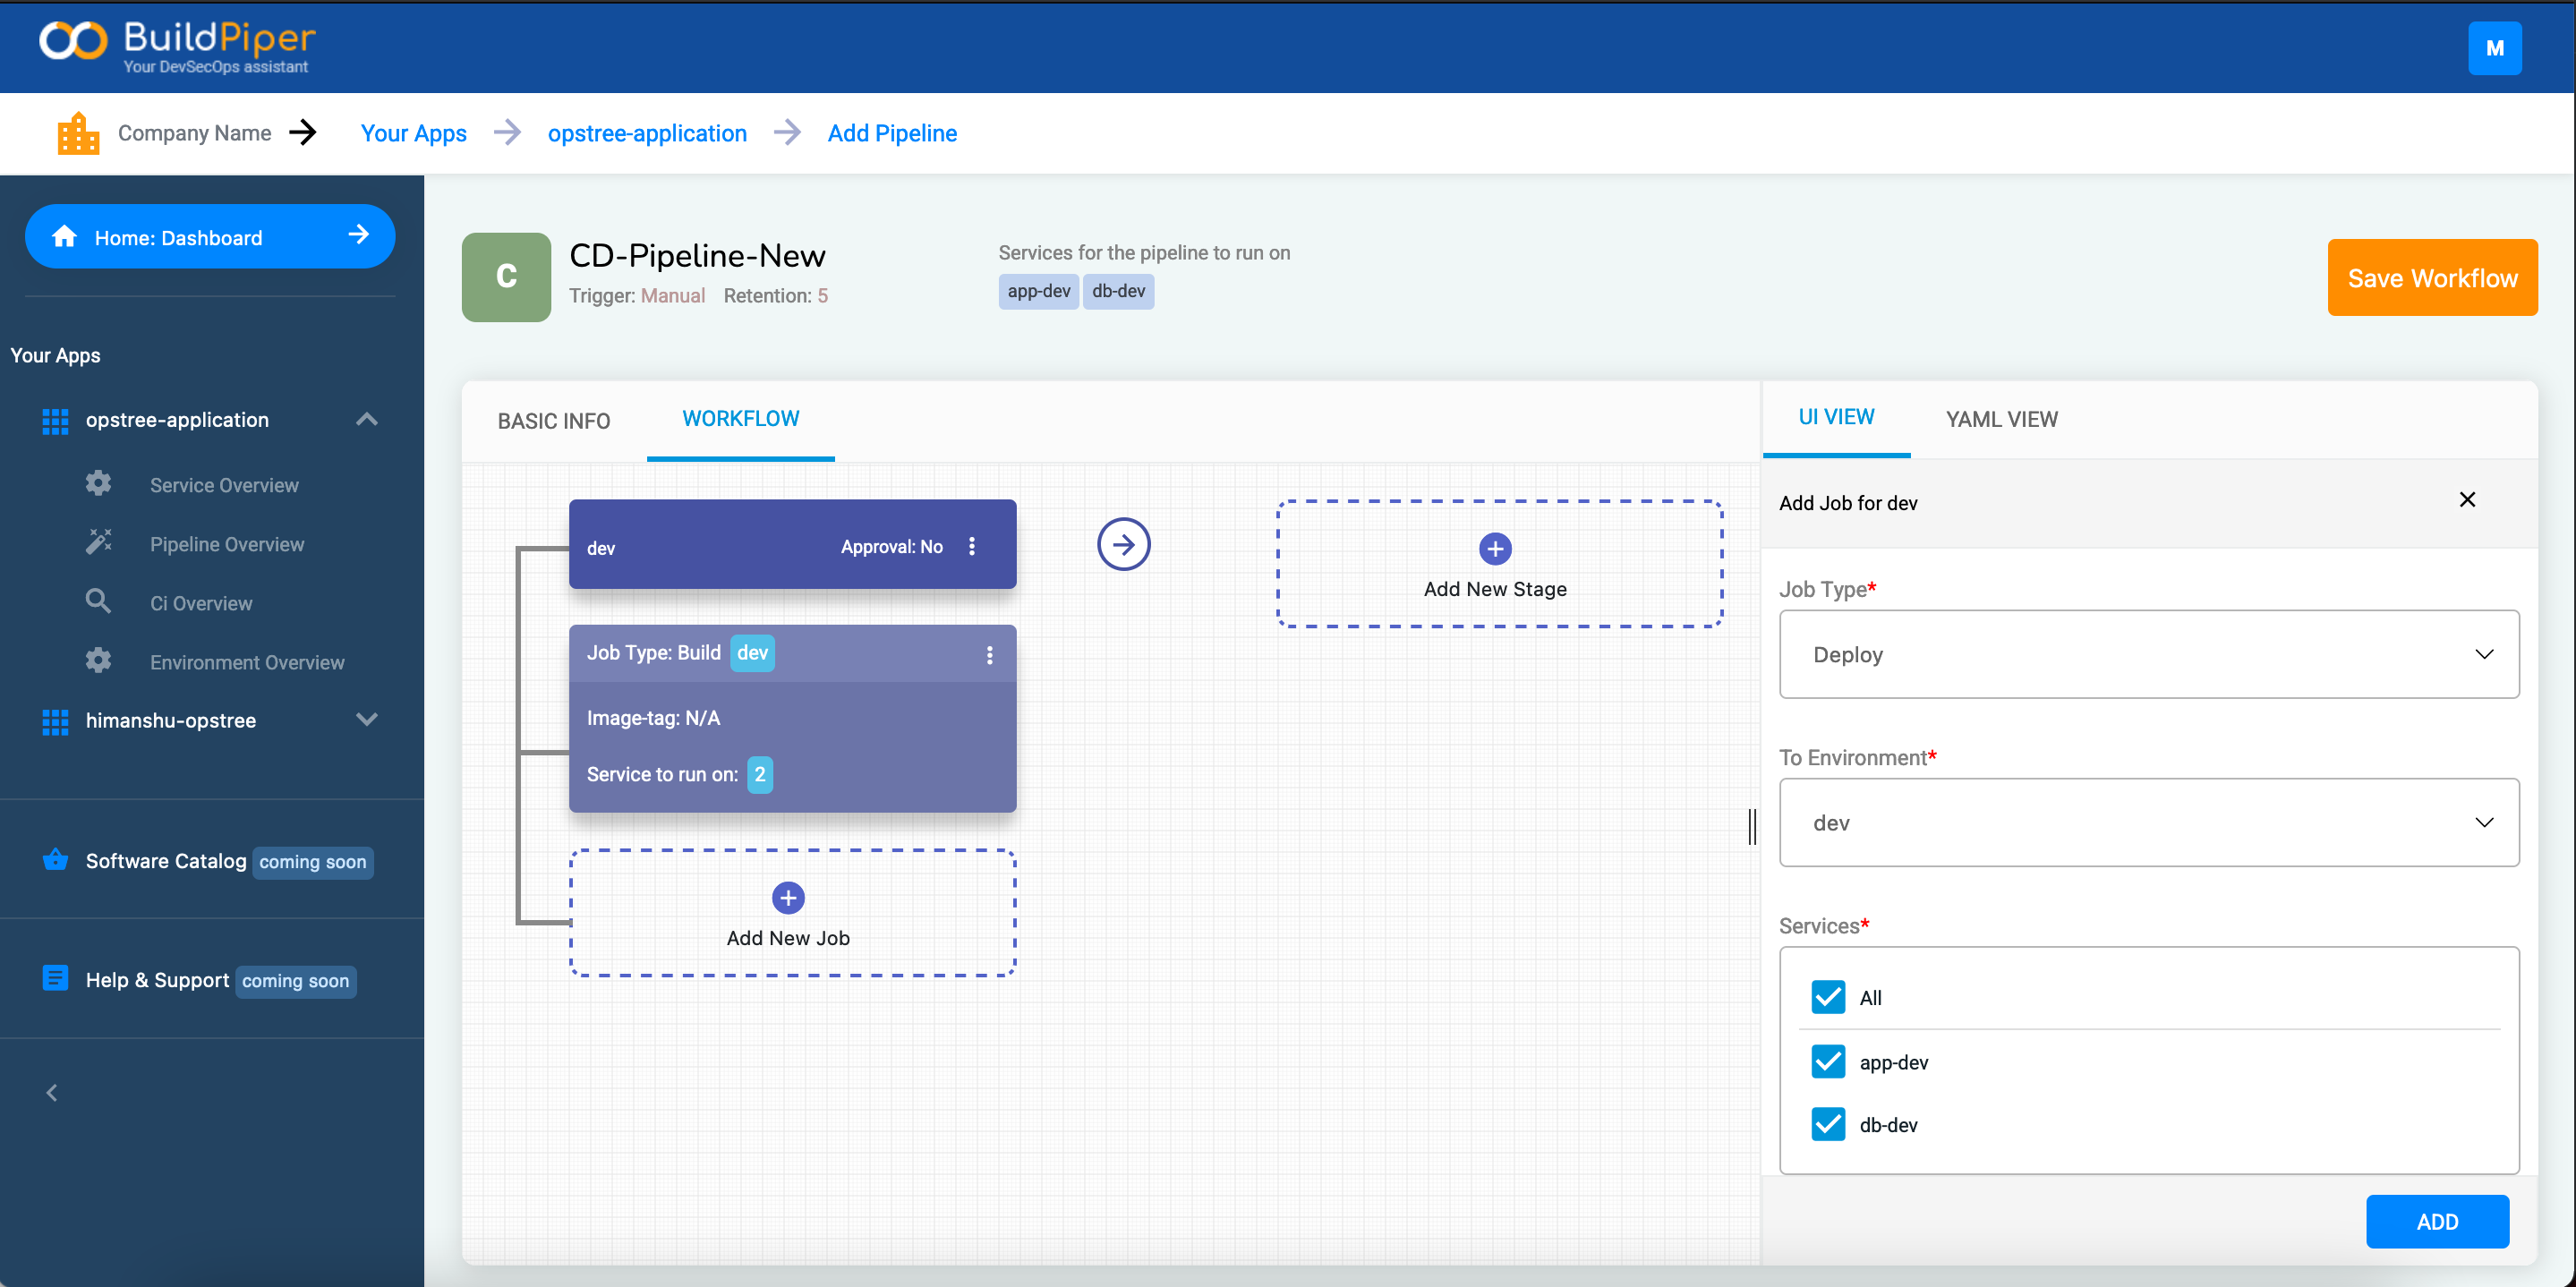 BuildPiper
Your DevSecOps assistant
M
Company Name
Your Apps
opstree-application
Add Pipeline
Home: Dashboard
Your Apps
opstree-application
Service Overview
Pipeline Overview
Ci Overview
Environment Overview
himanshu-opstree
Software Catalog coming soon
Help & Support coming soon
C
CD-Pipeline-New
Trigger: Manual Retention: 5
Services for the pipeline to run on
app-dev db-dev
Save Workflow
BASIC INFO
WORKFLOW
dev
Approval: No
Job Type: Build dev
Image-tag: N/A
Service to run on: 2
Add New Job
Add New Stage
UI VIEW
YAML VIEW
Add Job for dev
Job Type*
Deploy
To Environment*
dev
Services*
All
app-dev
db-dev
ADD